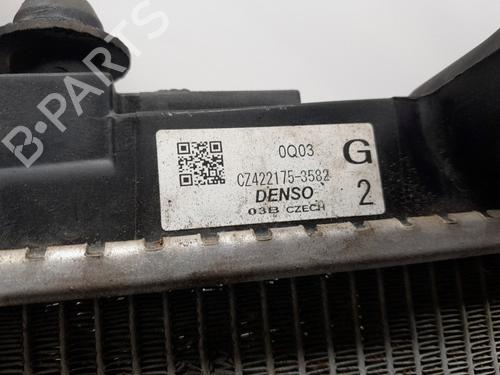 B-PARTS
0Q03
G
CZ422175-3582
DENSO
03B CZECH
2